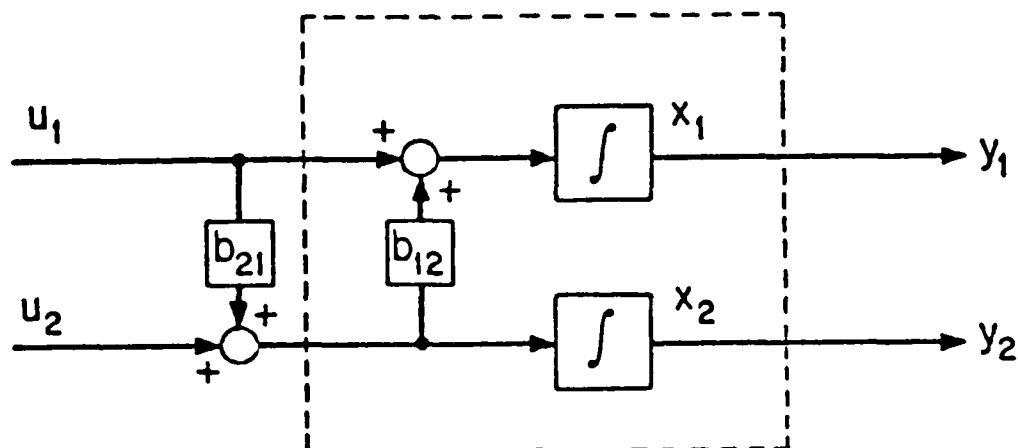 u₁
+
∫
x₁
y₁
+
b₂₁
b₁₂
u₂
+
+
∫
x₂
y₂